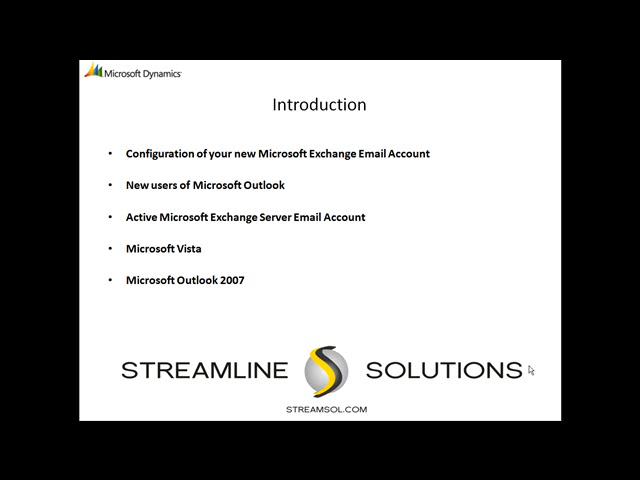 Microsoft Dynamics
Introduction
• Configuration of your new Microsoft Exchange Email Account
• New users of Microsoft Outlook
• Active Microsoft Exchange Server Email Account
• Microsoft Vista
• Microsoft Outlook 2007
STREAMLINE SOLUTIONS
STREAMSOL.COM